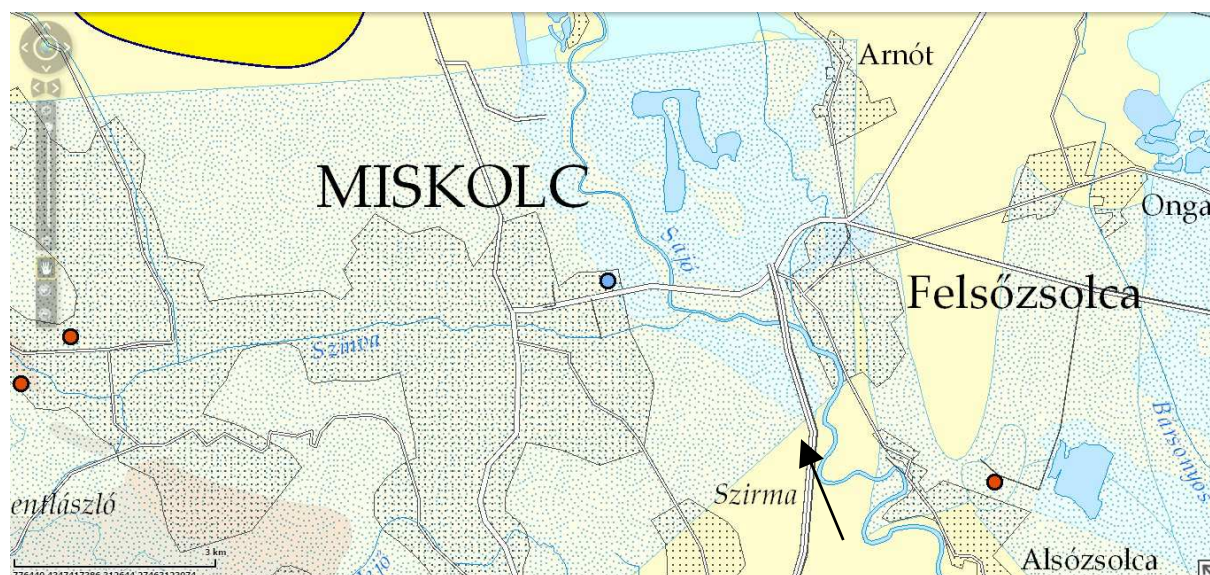 Arnót
MISKOLC
Onga
Sajó
Felsőzsolca
Szinva
Bársonyos
Szirma
entlászló
Alsózsolca
3 km